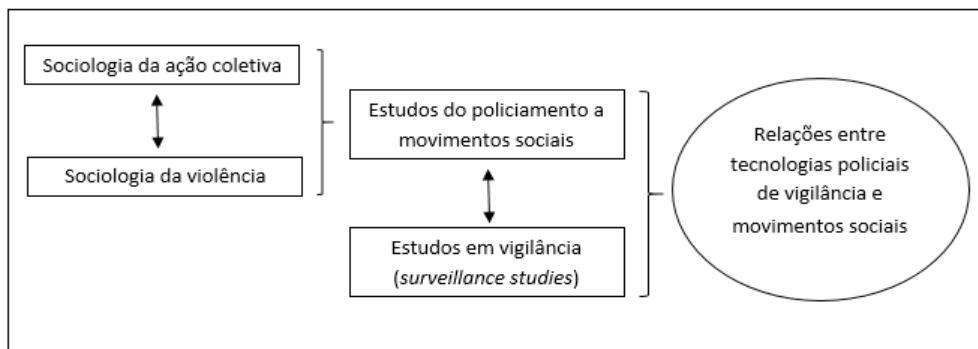 Sociologia da ação coletiva
Sociologia da violência
Estudos do policiamento a
movimentos sociais
Estudos em vigilância
(surveillance studies)
Relações entre
tecnologias policiais
de vigilância e
movimentos sociais